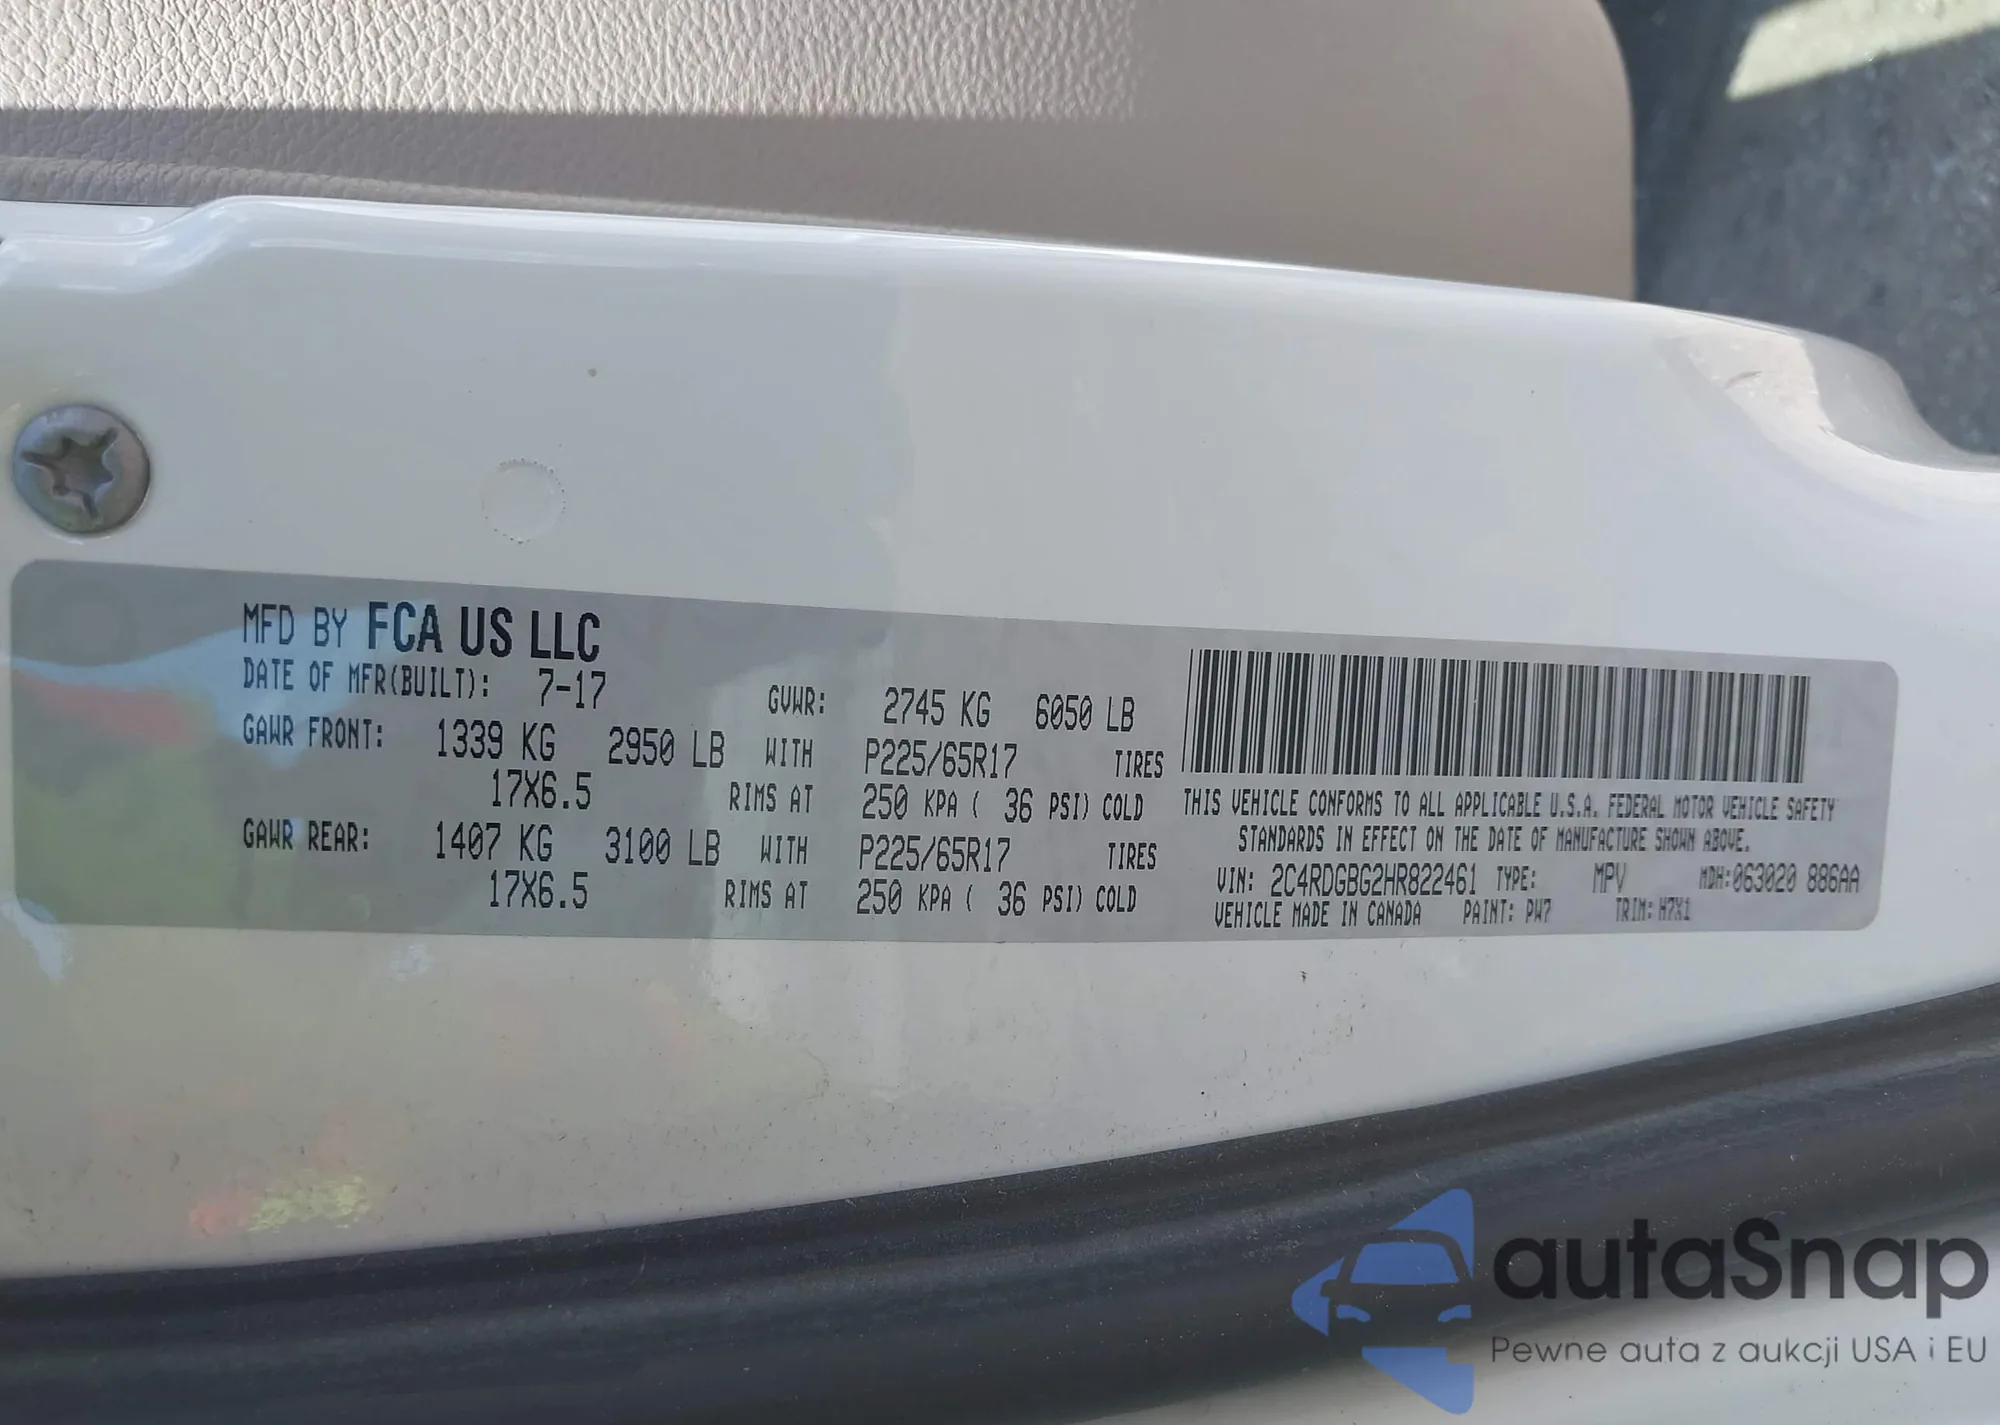 MFD BY FCA US LLC
DATE OF MFR(BUILT): 7-17 GVWR: 2745 KG 6050 LB
GAWR FRONT: 1339 KG 2950 LB WITH P225/65R17 TIRES
17X6.5 RIMS AT 250 KPA ( 36 PSI) COLD
GAWR REAR: 1407 KG 3100 LB WITH P225/65R17 TIRES
17X6.5 RIMS AT 250 KPA ( 36 PSI) COLD
THIS VEHICLE CONFORMS TO ALL APPLICABLE U.S.A. FEDERAL MOTOR VEHICLE SAFETY
STANDARDS IN EFFECT ON THE DATE OF MANUFACTURE SHOWN ABOVE.
VIN: 2C4RDGBG2HR822461 TYPE: MPV MDH:063020 886AA
VEHICLE MADE IN CANADA PAINT: PW7 TRIM: H7X1
autaSnap
Pewne auta z aukcji USA i EU